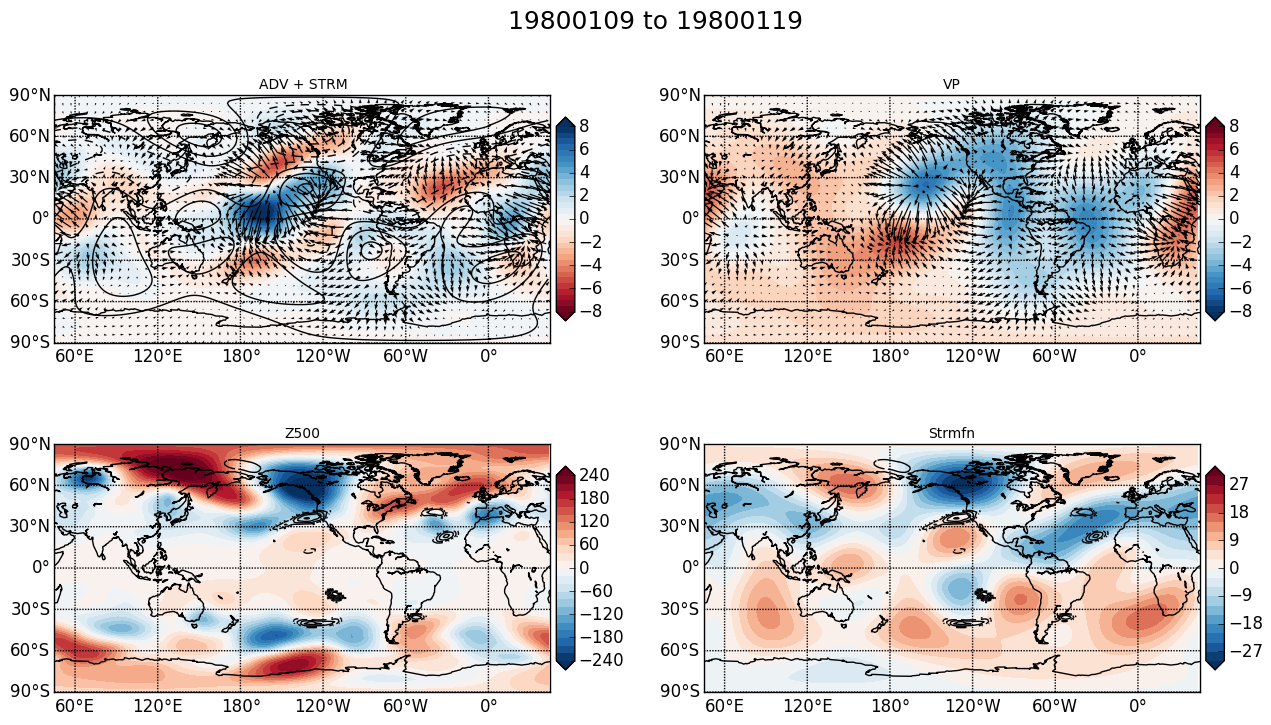 19800109 to 19800119
ADV + STRM
90°N
60°N
30°N
0°
30°S
60°S
90°S
60°E 120°E 180° 120°W 60°W 0°
8
6
4
2
0
−2
−4
−6
−8
VP
90°N
60°N
30°N
0°
30°S
60°S
90°S
60°E 120°E 180° 120°W 60°W 0°
8
6
4
2
0
−2
−4
−6
−8
Z500
90°N
60°N
30°N
0°
30°S
60°S
90°S
60°E 120°E 180° 120°W 60°W 0°
240
180
120
60
0
−60
−120
−180
−240
Strmfn
90°N
60°N
30°N
0°
30°S
60°S
90°S
60°E 120°E 180° 120°W 60°W 0°
27
18
9
0
−9
−18
−27